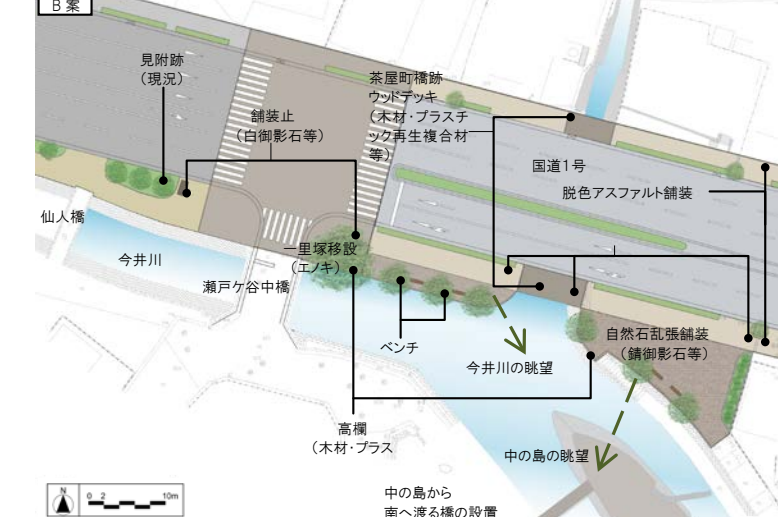 B案
見附跡
(現況)
舗装止
(白御影石等)
茶屋町橋跡
ウッドデッキ
(木材・プラスチ
ック再生複合材
等)
国道1号
脱色アスファルト舗装
仙人橋
今井川
瀬戸ケ谷中橋
一里塚移設
(エノキ)
ベンチ
今井川の眺望
自然石乱張舗装
(錆御影石等)
高欄
(木材・プラス
中の島の眺望
中の島から
南へ渡る橋の設置
N
0 2 10m